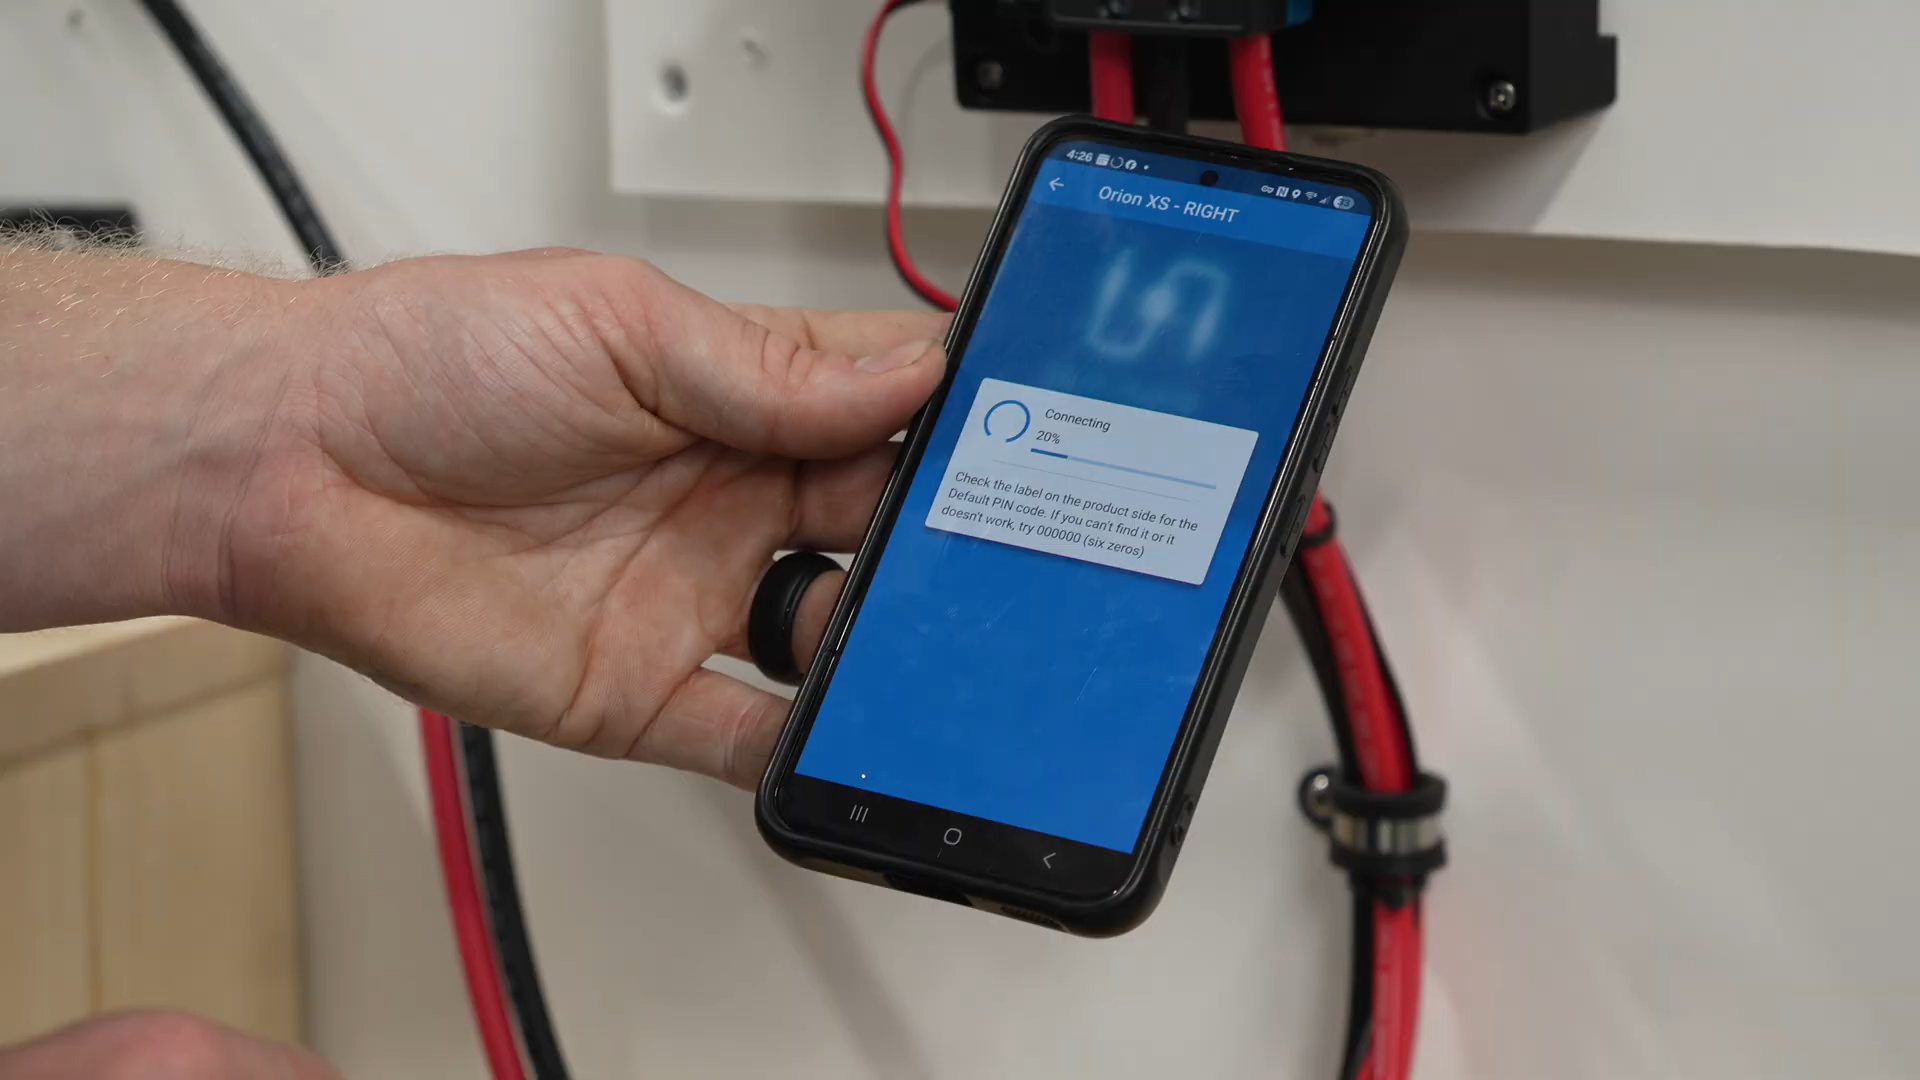 4:26
33
Orion XS - RIGHT
Connecting
20%
Check the label on the product side for the
Default PIN code. If you can't find it or it
doesn't work, try 000000 (six zeros)